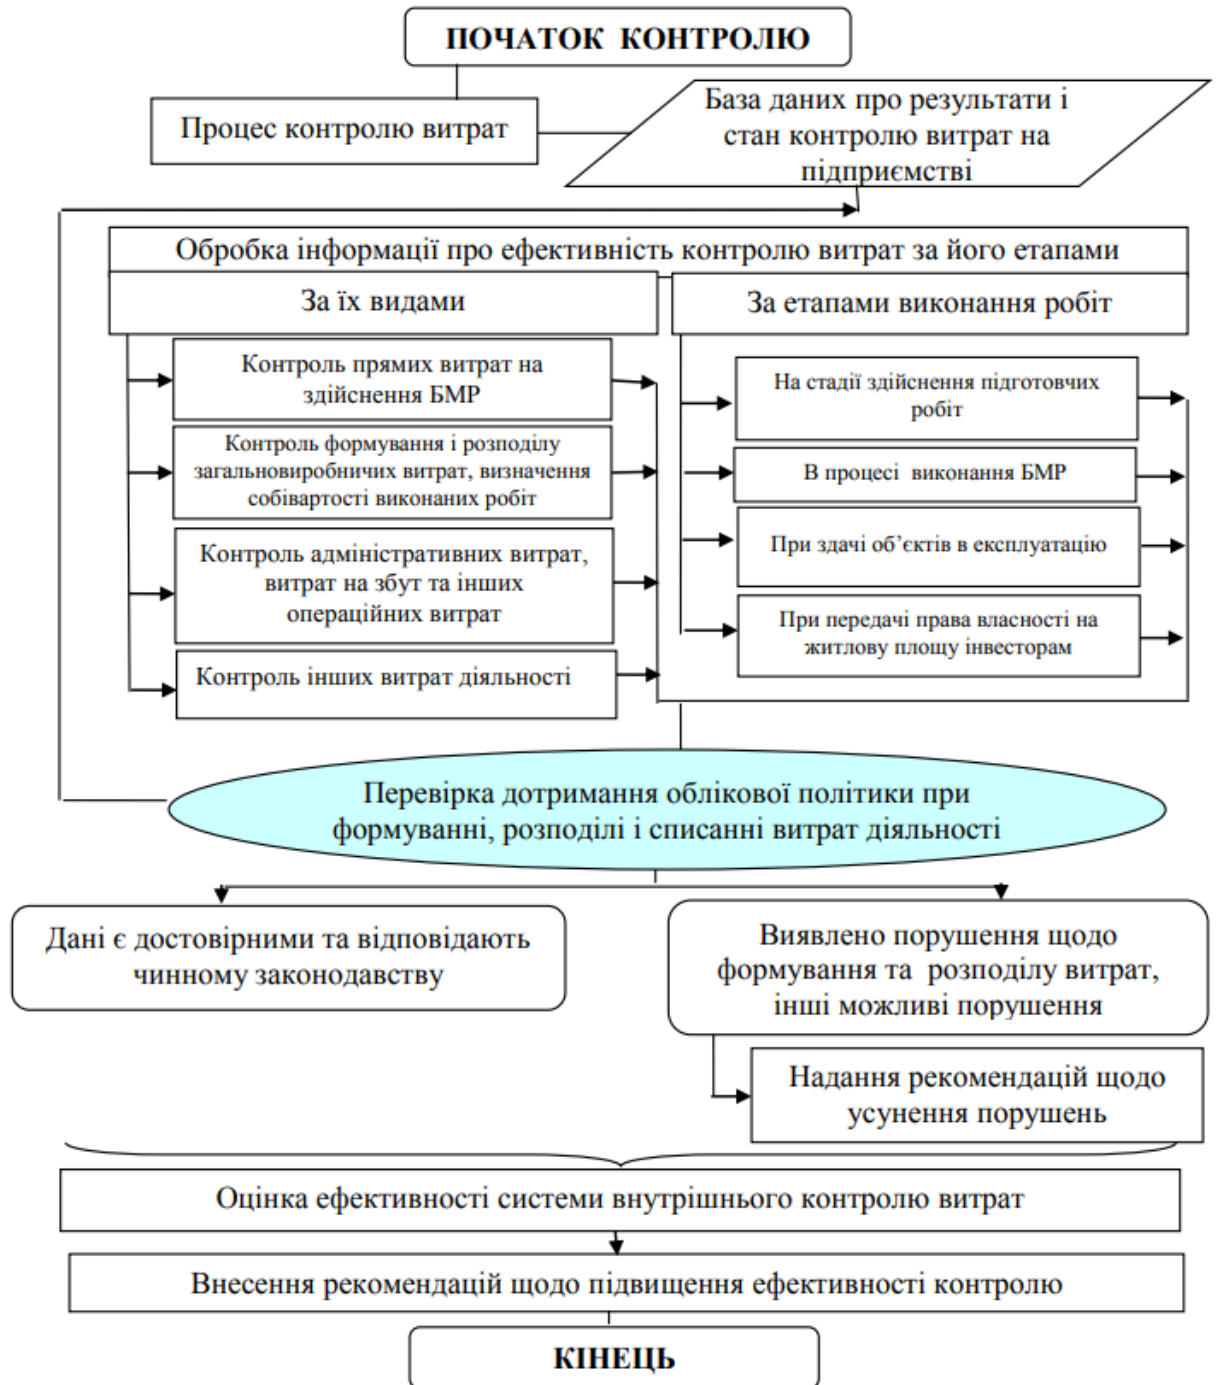 ПОЧАТОК КОНТРОЛЮ
Процес контролю витрат
База даних про результати і
стан контролю витрат на
підприємстві
Обробка інформації про ефективність контролю витрат за його етапами
За їх видами
За етапами виконання робіт
Контроль прямих витрат на
здійснення БМР
Контроль формування і розподілу
загальновиробничих витрат, визначення
собівартості виконаних робіт
Контроль адміністративних витрат,
витрат на збут та інших
операційних витрат
Контроль інших витрат діяльності
На стадії здійснення підготовчих
робіт
В процесі виконання БМР
При здачі об’єктів в експлуатацію
При передачі права власності на
житлову площу інвесторам
Перевірка дотримання облікової політики при
формуванні, розподілі і списанні витрат діяльності
Дані є достовірними та відповідають
чинному законодавству
Виявлено порушення щодо
формування та розподілу витрат,
інші можливі порушення
Надання рекомендацій щодо
усунення порушень
Оцінка ефективності системи внутрішнього контролю витрат
Внесення рекомендацій щодо підвищення ефективності контролю
КІНЕЦЬ